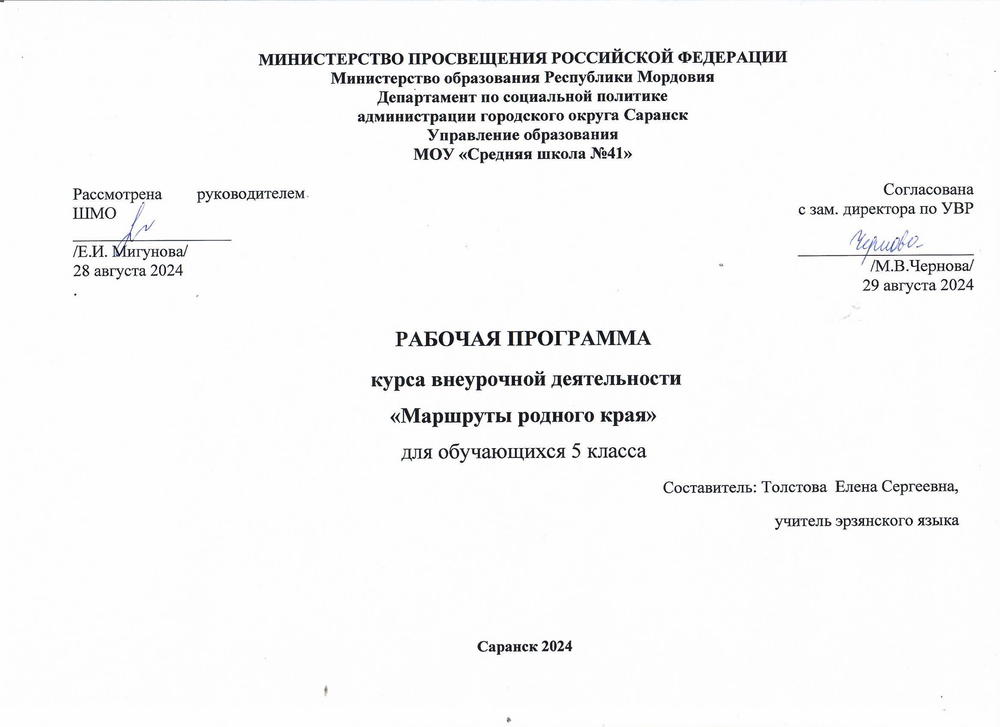 МИНИСТЕРСТВО ПРОСВЕЩЕНИЯ РОССИЙСКОЙ ФЕДЕРАЦИИ
Министерство образования Республики Мордовия
Департамент по социальной политике
администрации городского округа Саранск
Управление образования
МОУ «Средняя школа №41»
Рассмотрена руководителем
ШМО
/Е.И. Мигунова/
28 августа 2024
.
Согласована
с зам. директора по УВР
Чернова
/М.В.Чернова/
29 августа 2024
РАБОЧАЯ ПРОГРАММА
курса внеурочной деятельности
«Маршруты родного края»
для обучающихся 5 класса
Составитель: Толстова Елена Сергеевна,
учитель эрзянского языка
Саранск 2024